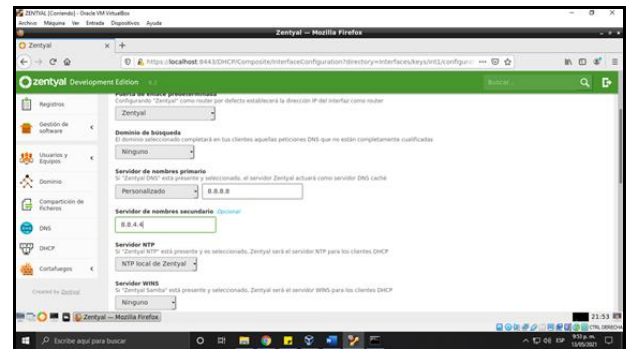 ZENTYAL [Corriendo] - Oracle VM VirtualBox
Archivo Máquina Ver Entrada Dispositivos Ayuda
Zentyal — Mozilla Firefox
Zentyal
https://localhost:8443/DHCP/Composite/InterfaceConfiguration?directory=Interfaces/keys/int1/configur
zentyal Development Edition
Buscar...
Registros
Gestión de software
Usuarios y Equipos
Dominio
Compartición de Ficheros
DNS
DHCP
Cortafuegos
Created by Zentyal
Puerta de enlace predeterminada
Configurando "Zentyal" como router por defecto establecerá la dirección IP del interfaz como router
Zentyal
Dominio de búsqueda
El dominio seleccionado completará en tus clientes aquellas peticiones DNS que no están completamente cualificadas
Ninguno
Servidor de nombres primario
Si "Zentyal DNS" está presente y seleccionado, el servidor Zentyal actuará como servidor DNS caché
Personalizado 8.8.8.8
Servidor de nombres secundario Opcional
8.8.4.4
Servidor NTP
Si "Zentyal NTP" está presente y es seleccionado, Zentyal será el servidor NTP para los clientes DHCP
NTP local de Zentyal
Servidor WINS
Si "Zentyal Samba" está presente y seleccionado, Zentyal será el servidor WINS para los clientes DHCP
Ninguno
Zentyal — Mozilla Firefox
21:53
CTRL DERECHA
Escribe aquí para buscar
ESP
9:53 p. m.
13/05/2021